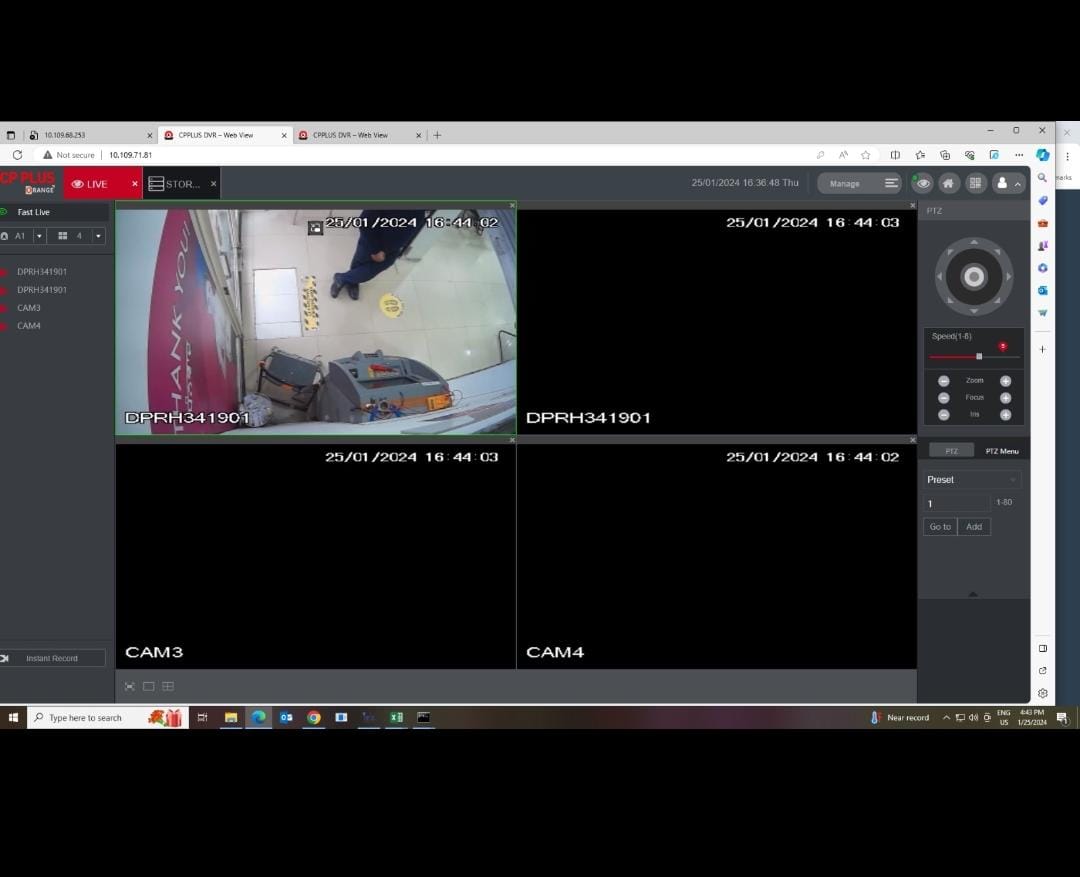 10.109.68.253
CPPLUS DVR – Web View
CPPLUS DVR – Web View
Not secure
10.109.71.81
CP PLUS
ORANGE
LIVE
STOR...
25/01/2024 16:36:48 Thu
Manage
Fast Live
A1
4
DPRH341901
DPRH341901
CAM3
CAM4
Instant Record
25/01/2024 16:44:02
THANK YOU!
DPRH341901
25/01/2024 16:44:03
DPRH341901
25/01/2024 16:44:03
CAM3
25/01/2024 16:44:02
CAM4
PTZ
Speed(1-8)
5
Zoom
Focus
Iris
PTZ
PTZ Menu
Preset
1
1-80
Go to
Add
Type here to search
Near record
ENG
US
4:43 PM
1/25/2024